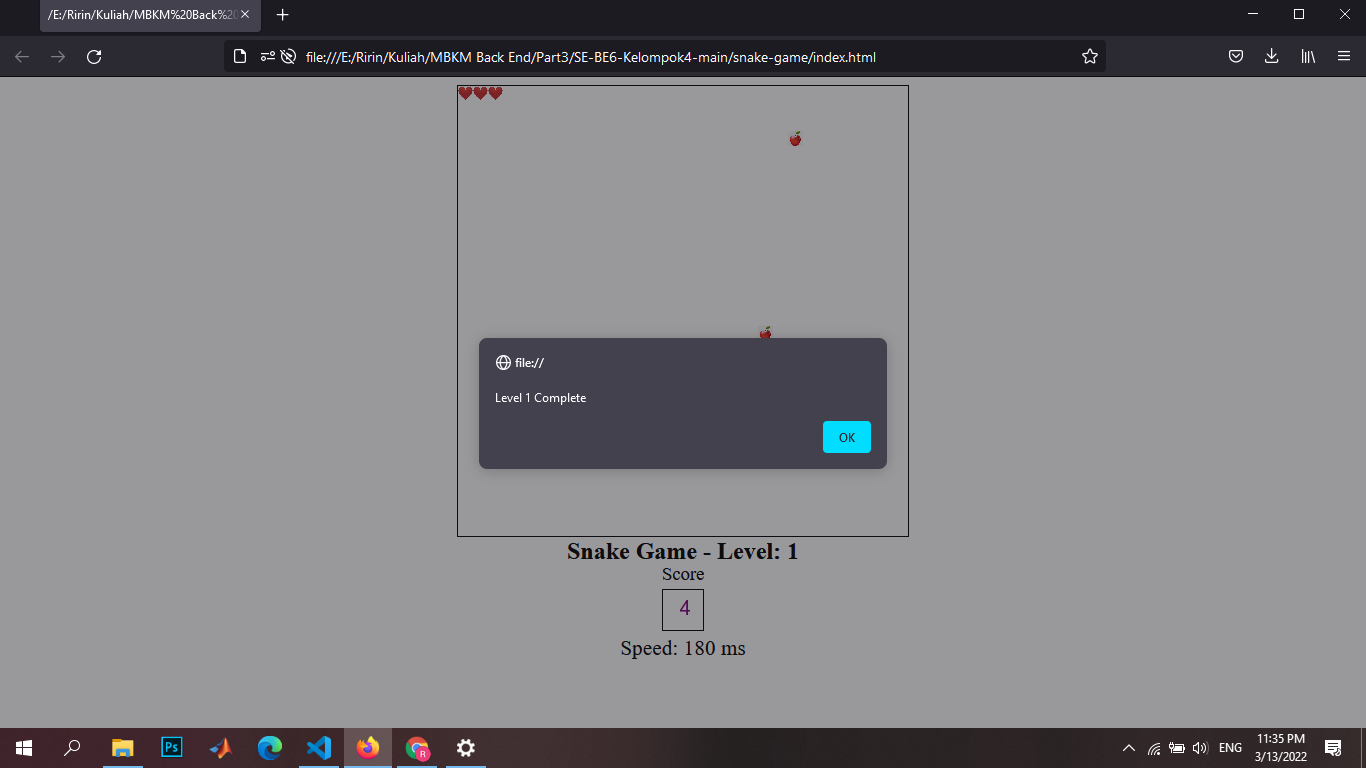 /E:/Ririn/Kuliah/MBKM%20Back%20
file:///E:/Ririn/Kuliah/MBKM Back End/Part3/SE-BE6-Kelompok4-main/snake-game/index.html
file://
Level 1 Complete
OK
Snake Game - Level: 1
Score
4
Speed: 180 ms
Ps
R
ENG
11:35 PM
3/13/2022